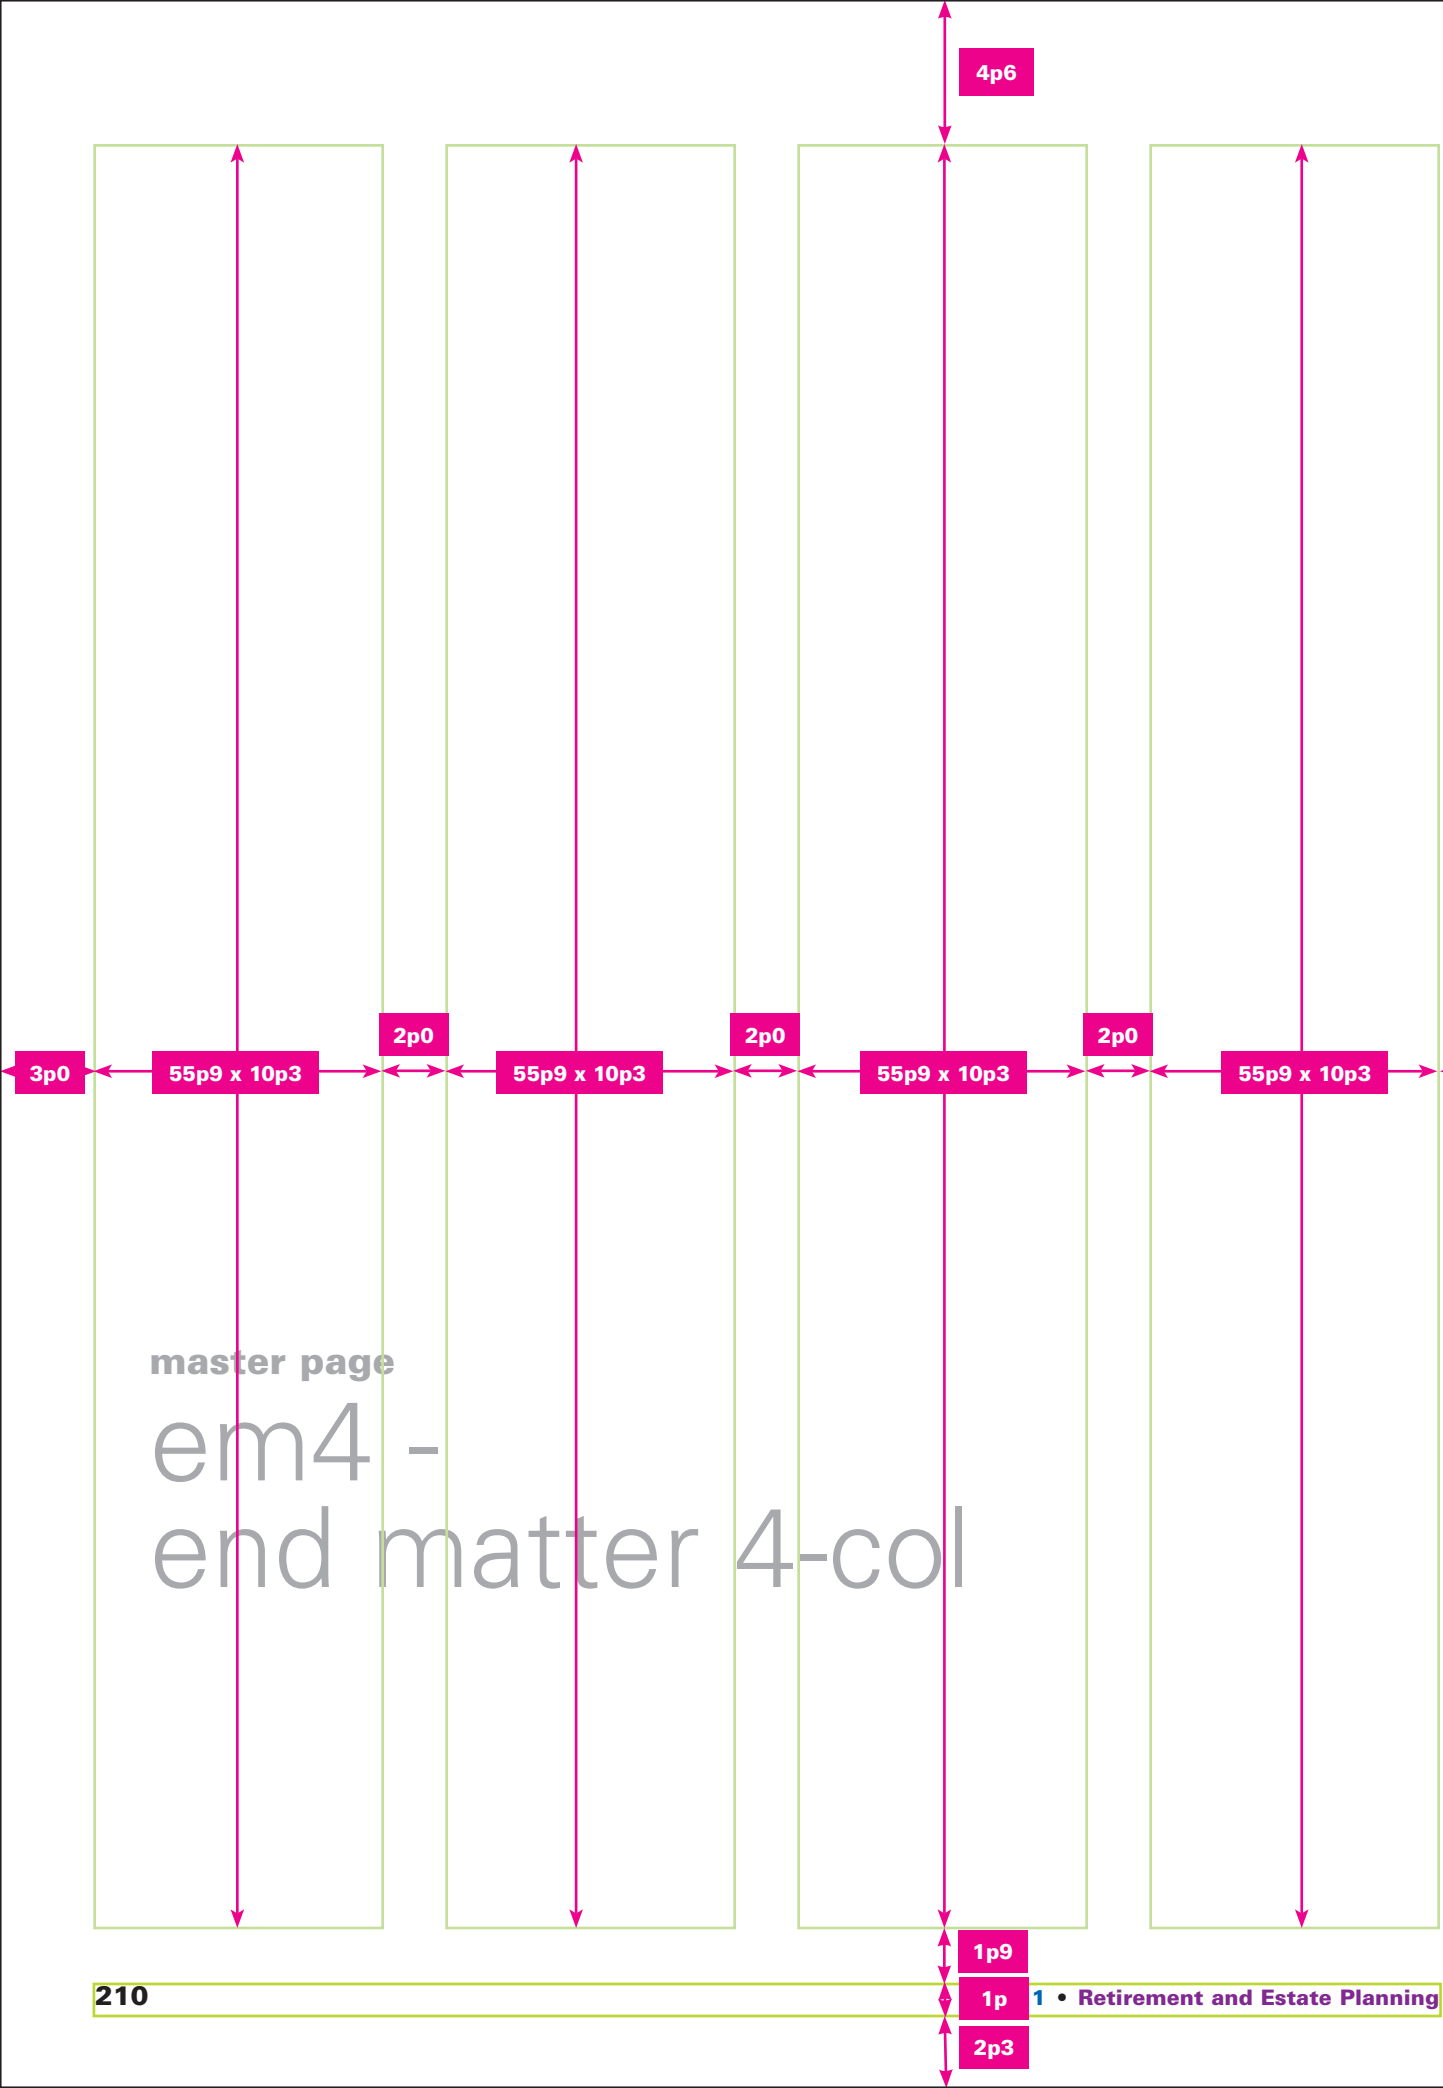 4p6
2p0 2p0 2p0
3p0 55p9 x 10p3 55p9 x 10p3 55p9 x 10p3 55p9 x 10p3
master page
em4 -
end matter 4-col
1p9
210 1p 1 • Retirement and Estate Planning
2p3